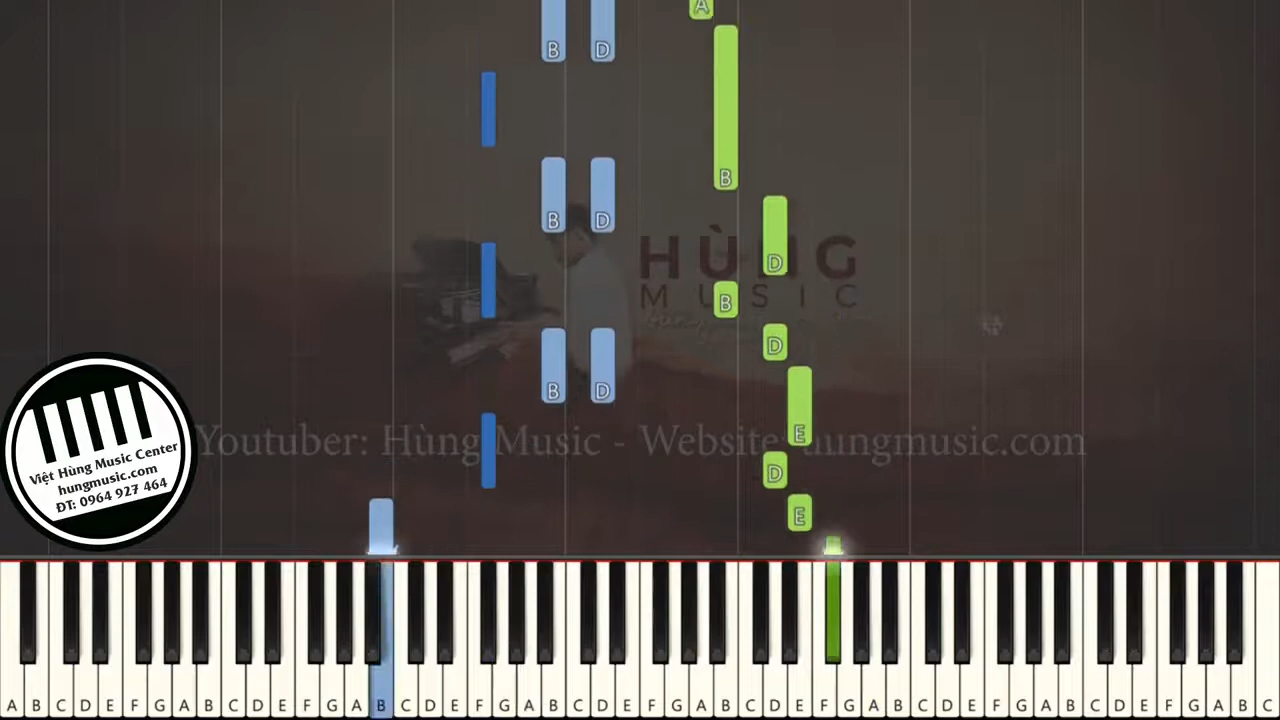 A
B D
B
B D
D
HÙNG
MUSIC
B
D
B D
E
Youtuber: Hùng Music - Website: hungmusic.com
D
E
Việt Hùng Music Center
hungmusic.com
ĐT: 0964 927 464
A B C D E F G A B C D E F G A B C D E F G A B C D E F G A B C D E F G A B C D E F G A B C D E F G A B C